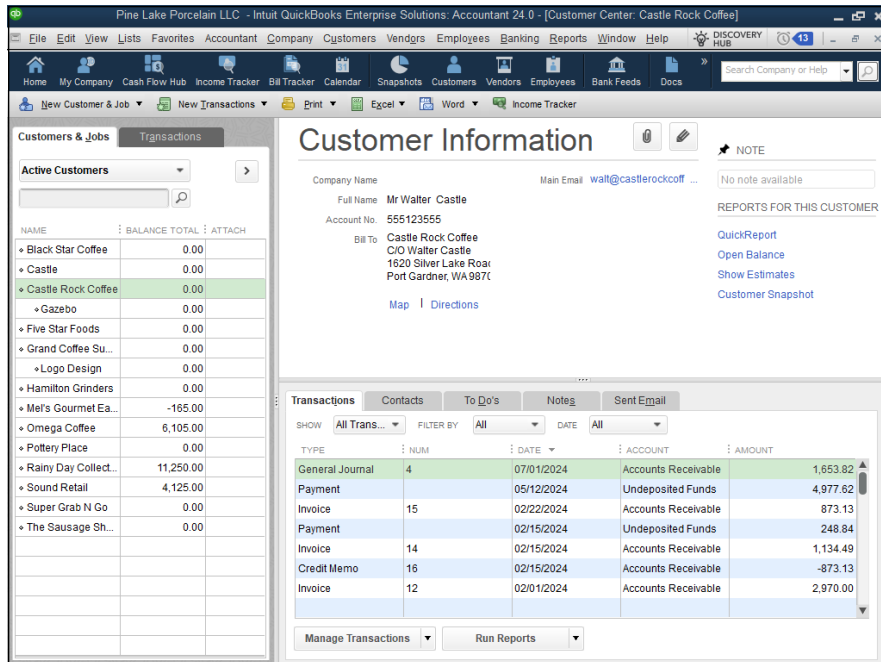 Pine Lake Porcelain LLC - Intuit QuickBooks Enterprise Solutions: Accountant 24.0 - [Customer Center: Castle Rock Coffee]
File Edit View Lists Favorites Accountant Company Customers Vendors Employees Banking Reports Window Help DISCOVERY HUB 13
Home My Company Cash Flow Hub Income Tracker Bill Tracker Calendar Snapshots Customers Vendors Employees Bank Feeds Docs » Search Company or Help
New Customer & Job New Transactions Print Excel Word Income Tracker
Customers & Jobs Transactions
Active Customers
NAME BALANCE TOTAL ATTACH
Black Star Coffee 0.00
Castle 0.00
Castle Rock Coffee 0.00
Gazebo 0.00
Five Star Foods 0.00
Grand Coffee Su... 0.00
Logo Design 0.00
Hamilton Grinders 0.00
Mel's Gourmet Ea... -165.00
Omega Coffee 6,105.00
Pottery Place 0.00
Rainy Day Collect... 11,250.00
Sound Retail 4,125.00
Super Grab N Go 0.00
The Sausage Sh... 0.00
Customer Information
Company Name
Full Name Mr Walter Castle
Account No. 555123555
Bill To Castle Rock Coffee
C/O Walter Castle
1620 Silver Lake Road
Port Gardner, WA 9870
Map | Directions
Main Email walt@castlerockcoff ...
NOTE
No note available
REPORTS FOR THIS CUSTOMER
QuickReport
Open Balance
Show Estimates
Customer Snapshot
Transactions Contacts To Do's Notes Sent Email
SHOW All Trans... FILTER BY All DATE All
TYPE NUM DATE ACCOUNT AMOUNT
General Journal 4 07/01/2024 Accounts Receivable 1,653.82
Payment 05/12/2024 Undeposited Funds 4,977.62
Invoice 15 02/22/2024 Accounts Receivable 873.13
Payment 02/15/2024 Undeposited Funds 248.84
Invoice 14 02/15/2024 Accounts Receivable 1,134.49
Credit Memo 16 02/15/2024 Accounts Receivable -873.13
Invoice 12 02/01/2024 Accounts Receivable 2,970.00
Manage Transactions Run Reports